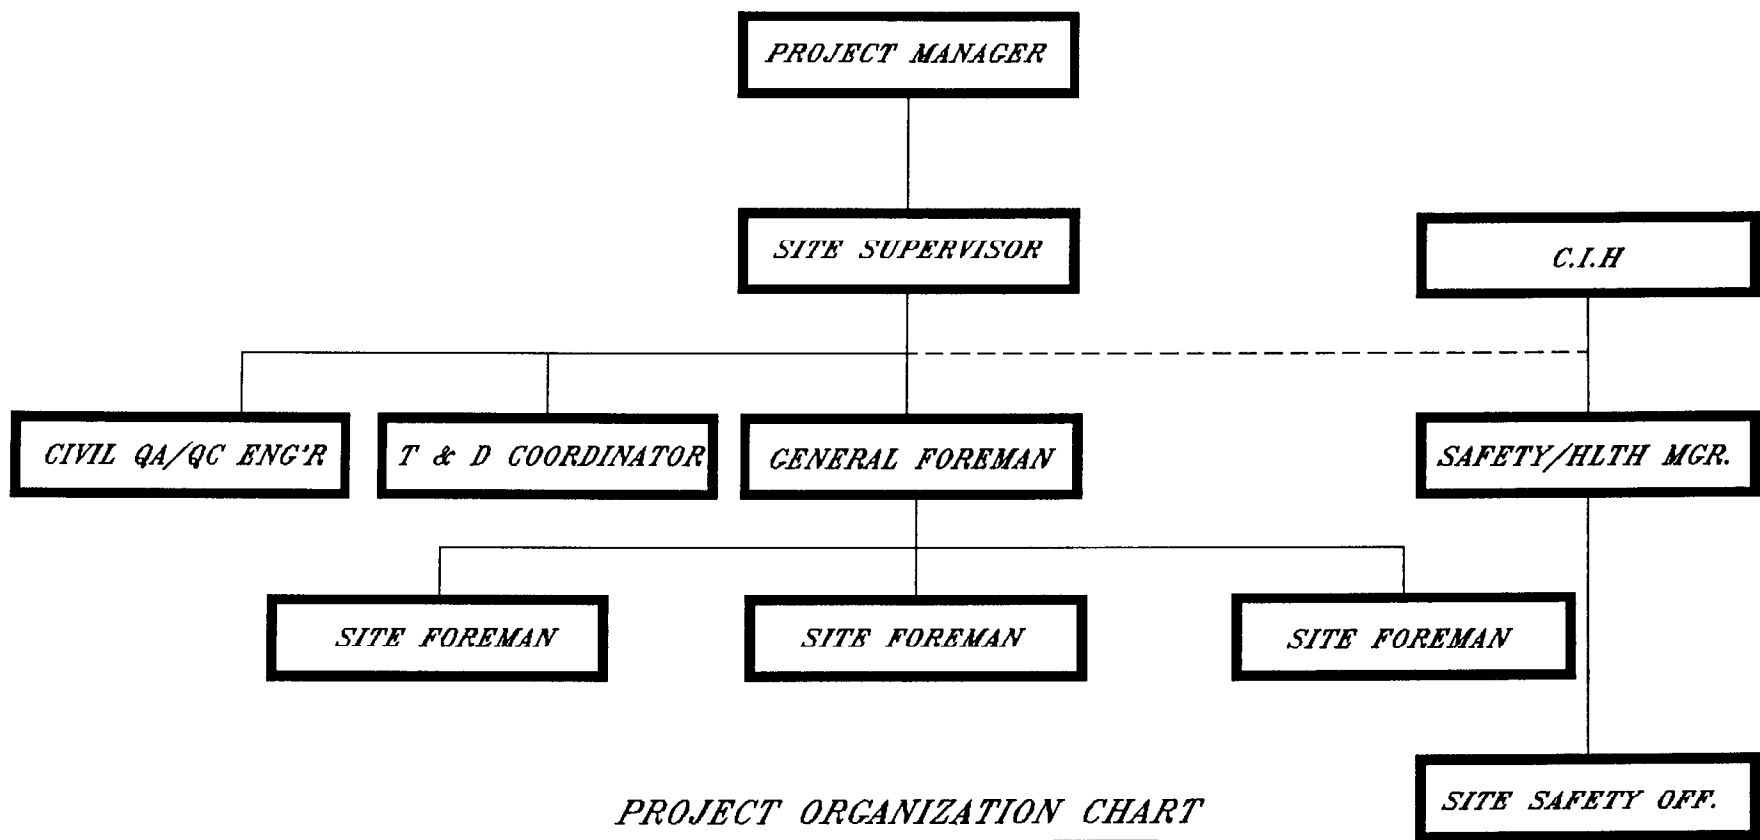 PROJECT MANAGER
SITE SUPERVISOR
C.I.H
CIVIL QA/QC ENG'R
T & D COORDINATOR
GENERAL FOREMAN
SAFETY/HLTH MGR.
SITE FOREMAN
SITE FOREMAN
SITE FOREMAN
SITE SAFETY OFF.
PROJECT ORGANIZATION CHART